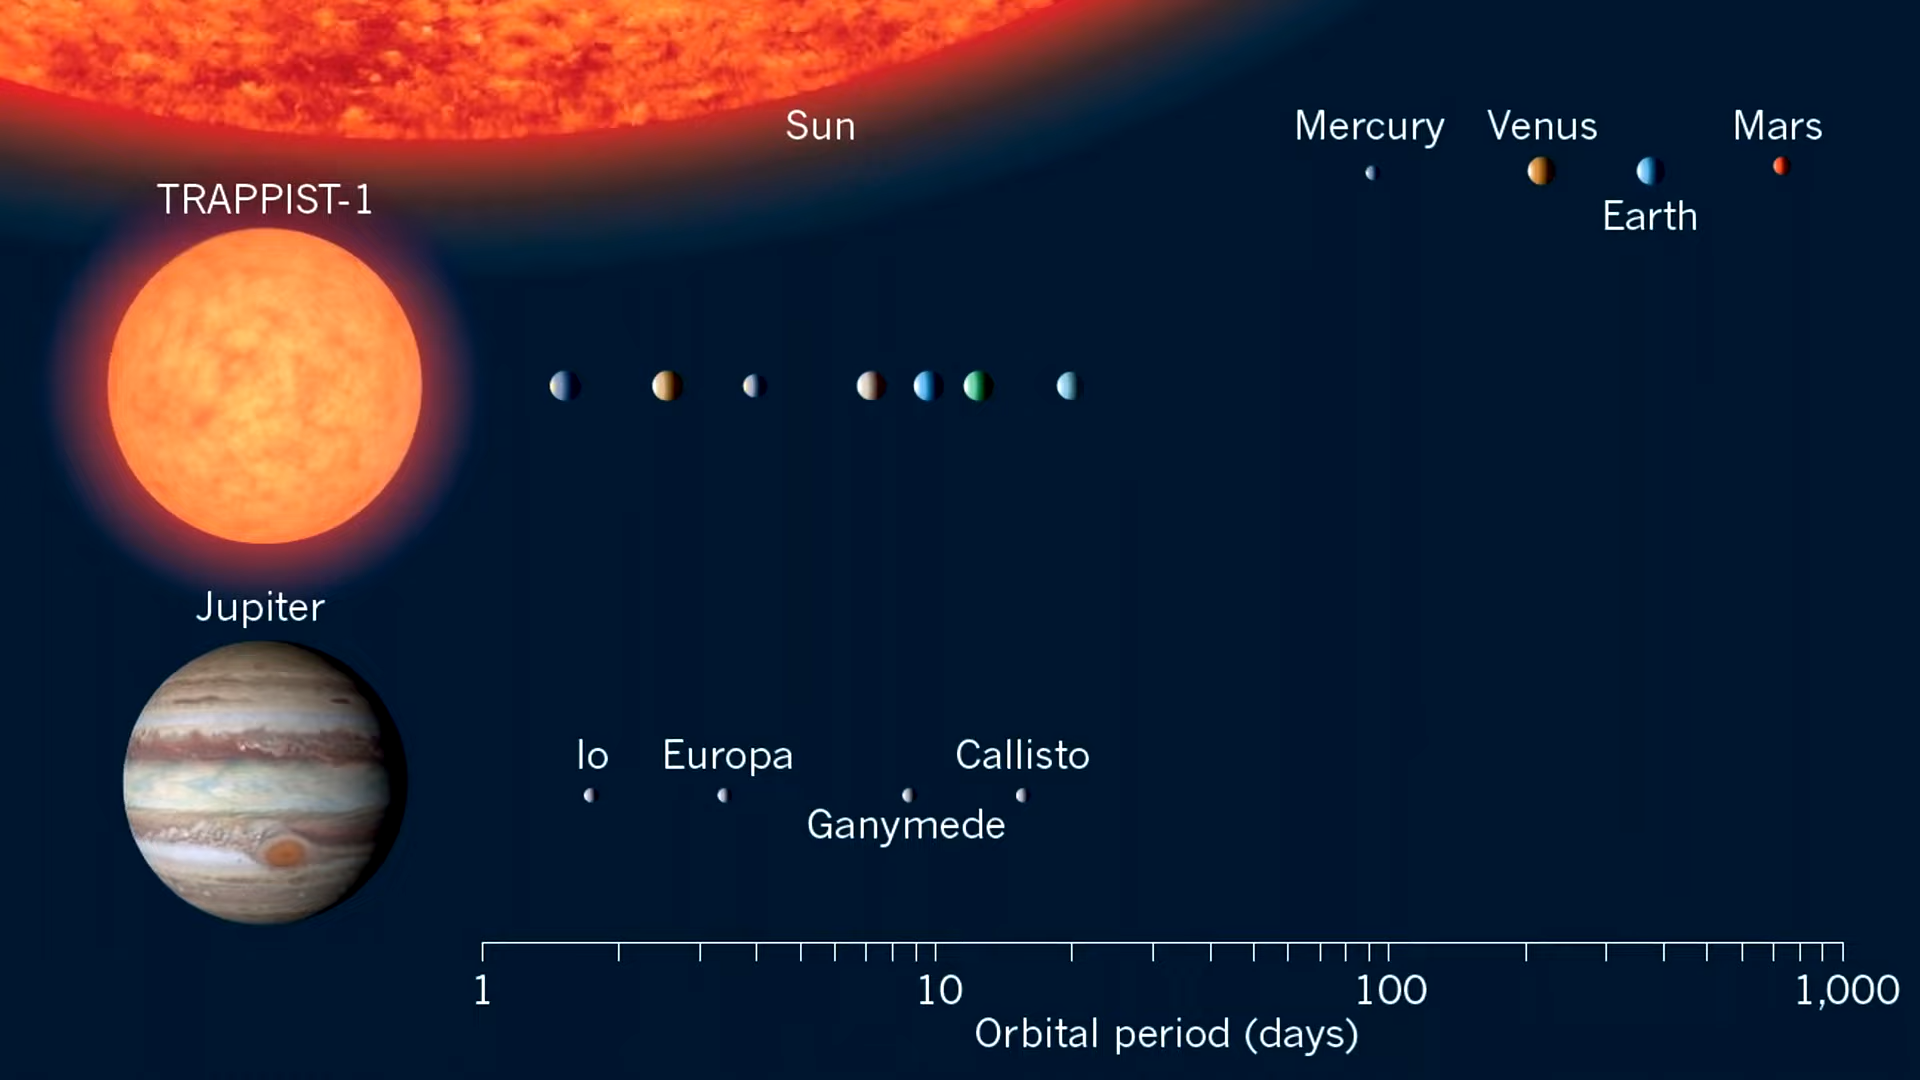 Sun
Mercury
Venus
Mars
Earth
TRAPPIST-1
Jupiter
Io
Europa
Callisto
Ganymede
1
10
100
1,000
Orbital period (days)